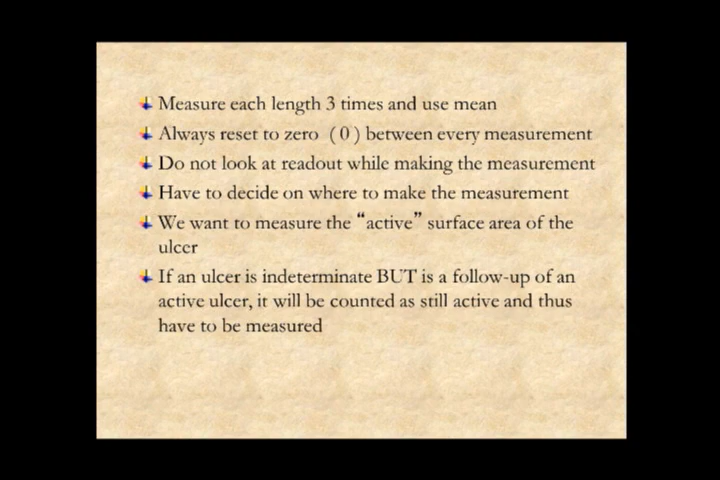 Measure each length 3 times and use mean
Always reset to zero (0) between every measurement
Do not look at readout while making the measurement
Have to decide on where to make the measurement
We want to measure the “active” surface area of the
ulcer
If an ulcer is indeterminate BUT is a follow-up of an
active ulcer, it will be counted as still active and thus
have to be measured